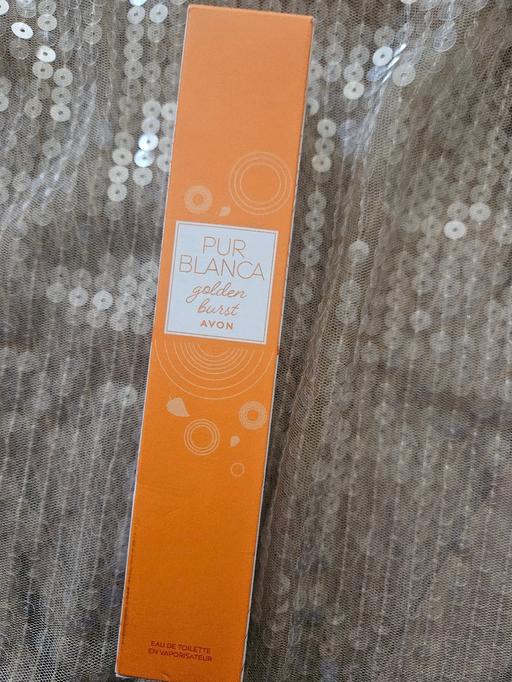 PUR
BLANCA
golden
burst
AVON
EAU DE TOILETTE
EN VAPORISATEUR